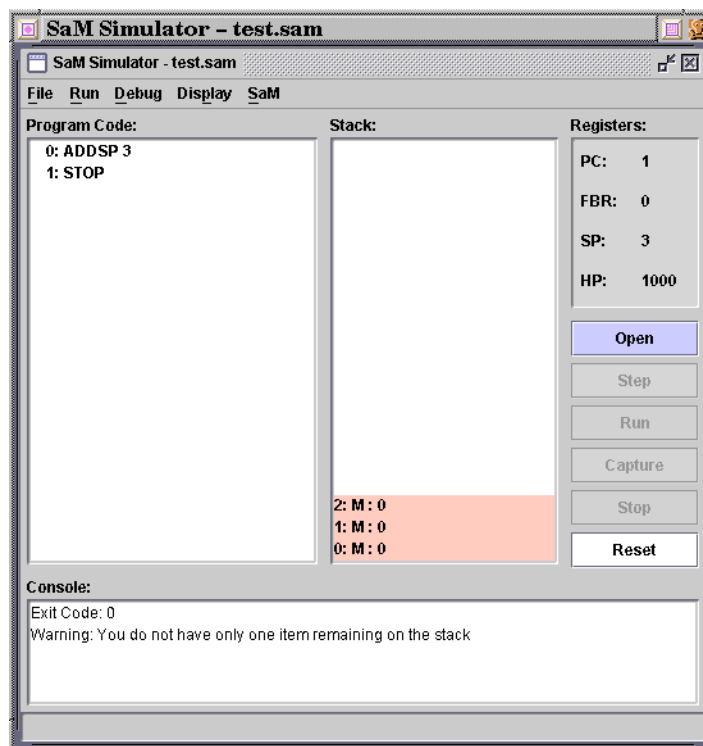 SaM Simulator – test.sam
SaM Simulator - test.sam
File Run Debug Display SaM
Program Code:
0: ADDSP 3
1: STOP
Stack:
2: M : 0
1: M : 0
0: M : 0
Registers:
PC: 1
FBR: 0
SP: 3
HP: 1000
Open
Step
Run
Capture
Stop
Reset
Console:
Exit Code: 0
Warning: You do not have only one item remaining on the stack